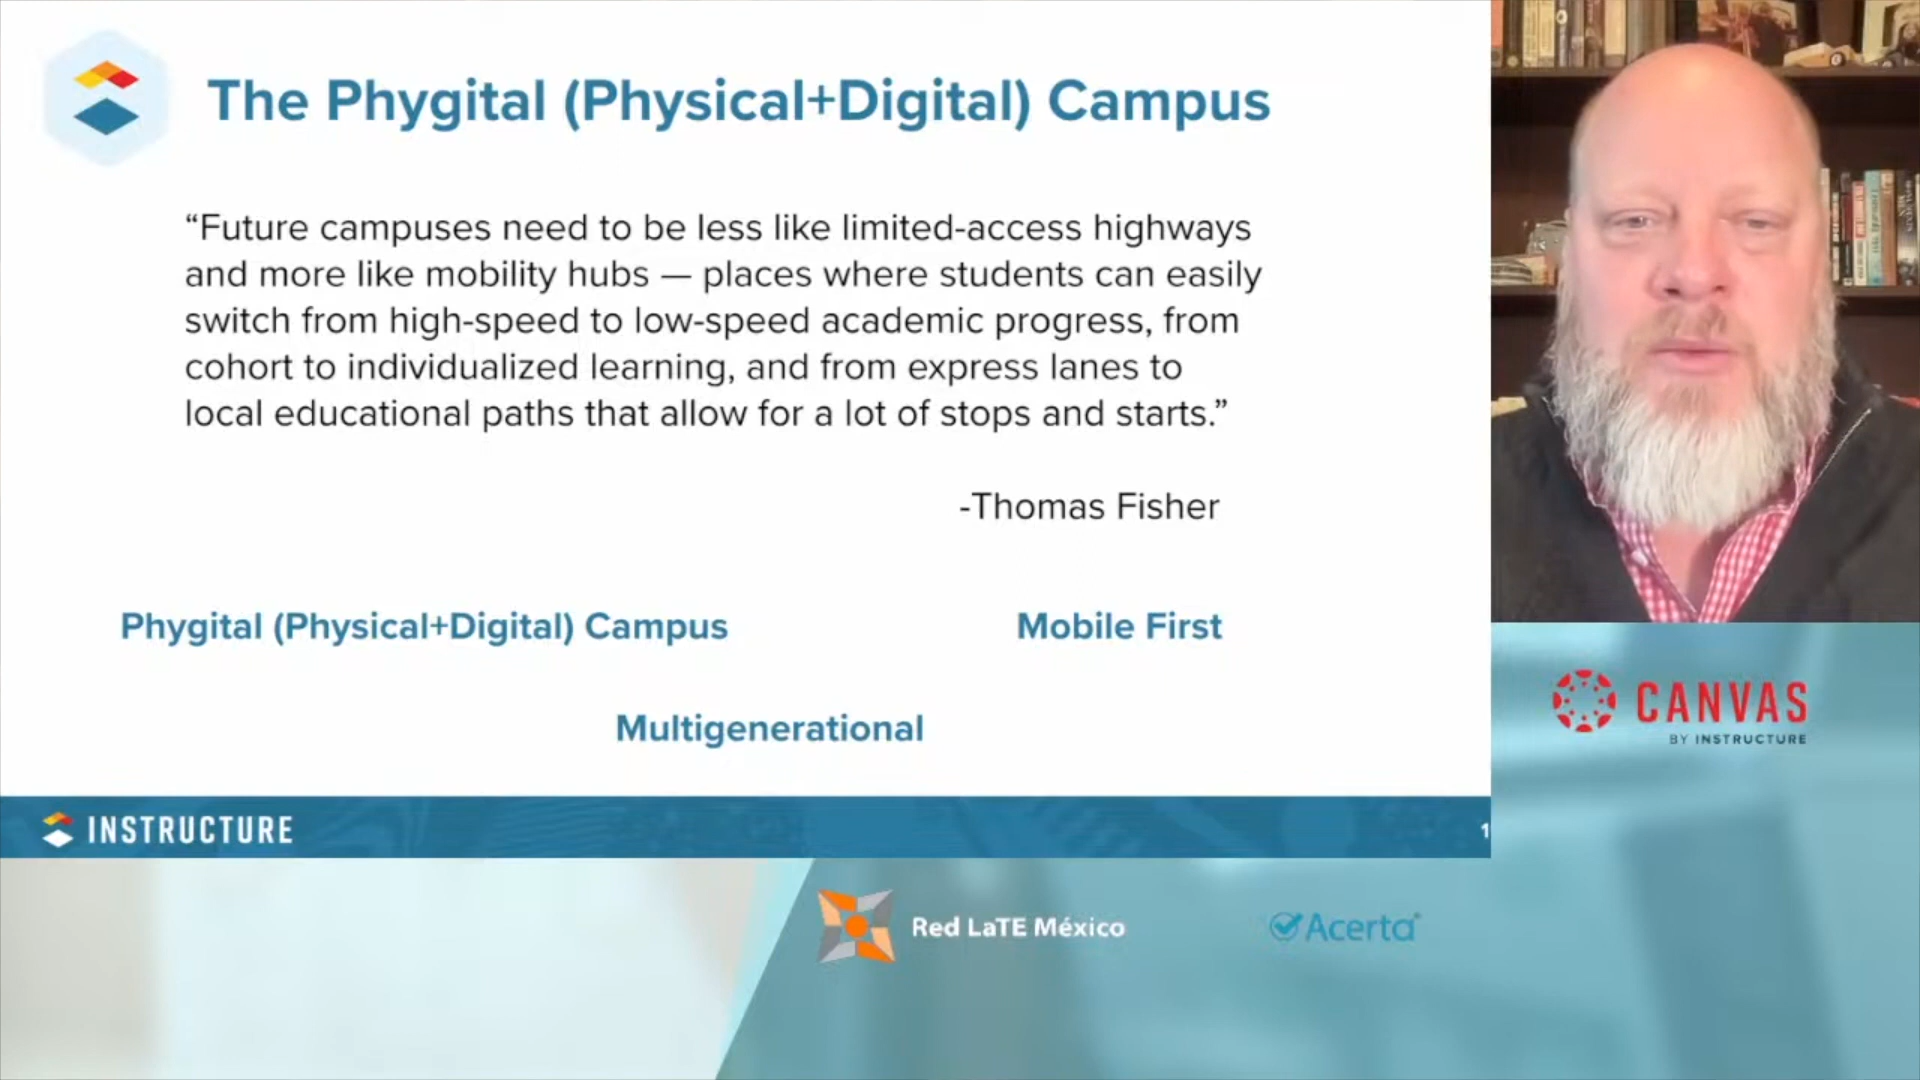 The Phygital (Physical+Digital) Campus
“Future campuses need to be less like limited-access highways
and more like mobility hubs — places where students can easily
switch from high-speed to low-speed academic progress, from
cohort to individualized learning, and from express lanes to
local educational paths that allow for a lot of stops and starts.”
-Thomas Fisher
Phygital (Physical+Digital) Campus
Mobile First
Multigenerational
INSTRUCTURE
1
CANVAS
BY INSTRUCTURE
Red LaTE México
Acerta®